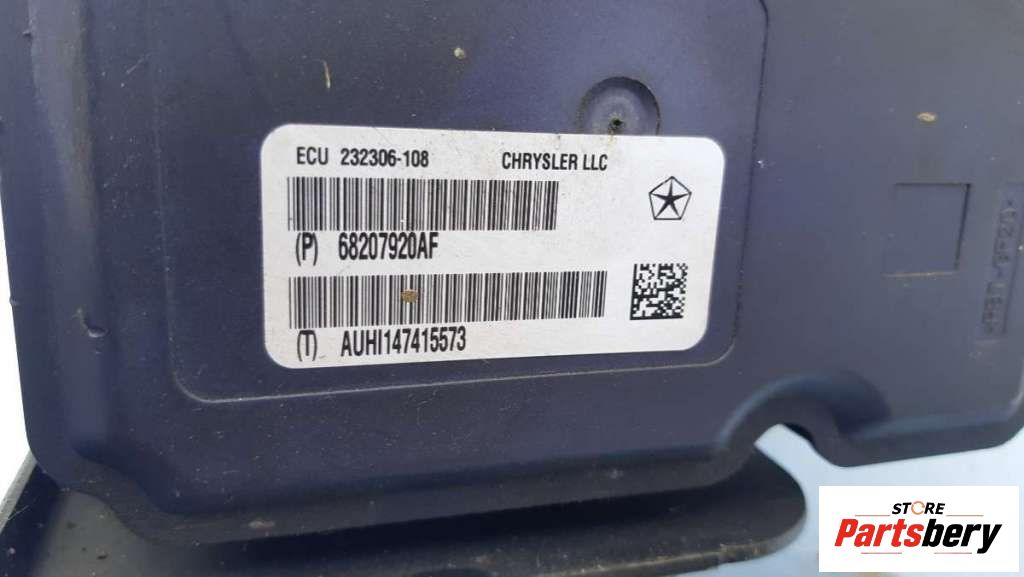 ECU 232306-108 CHRYSLER LLC
(P) 68207920AF
(T) AUHI147415573
STORE
Partsbery